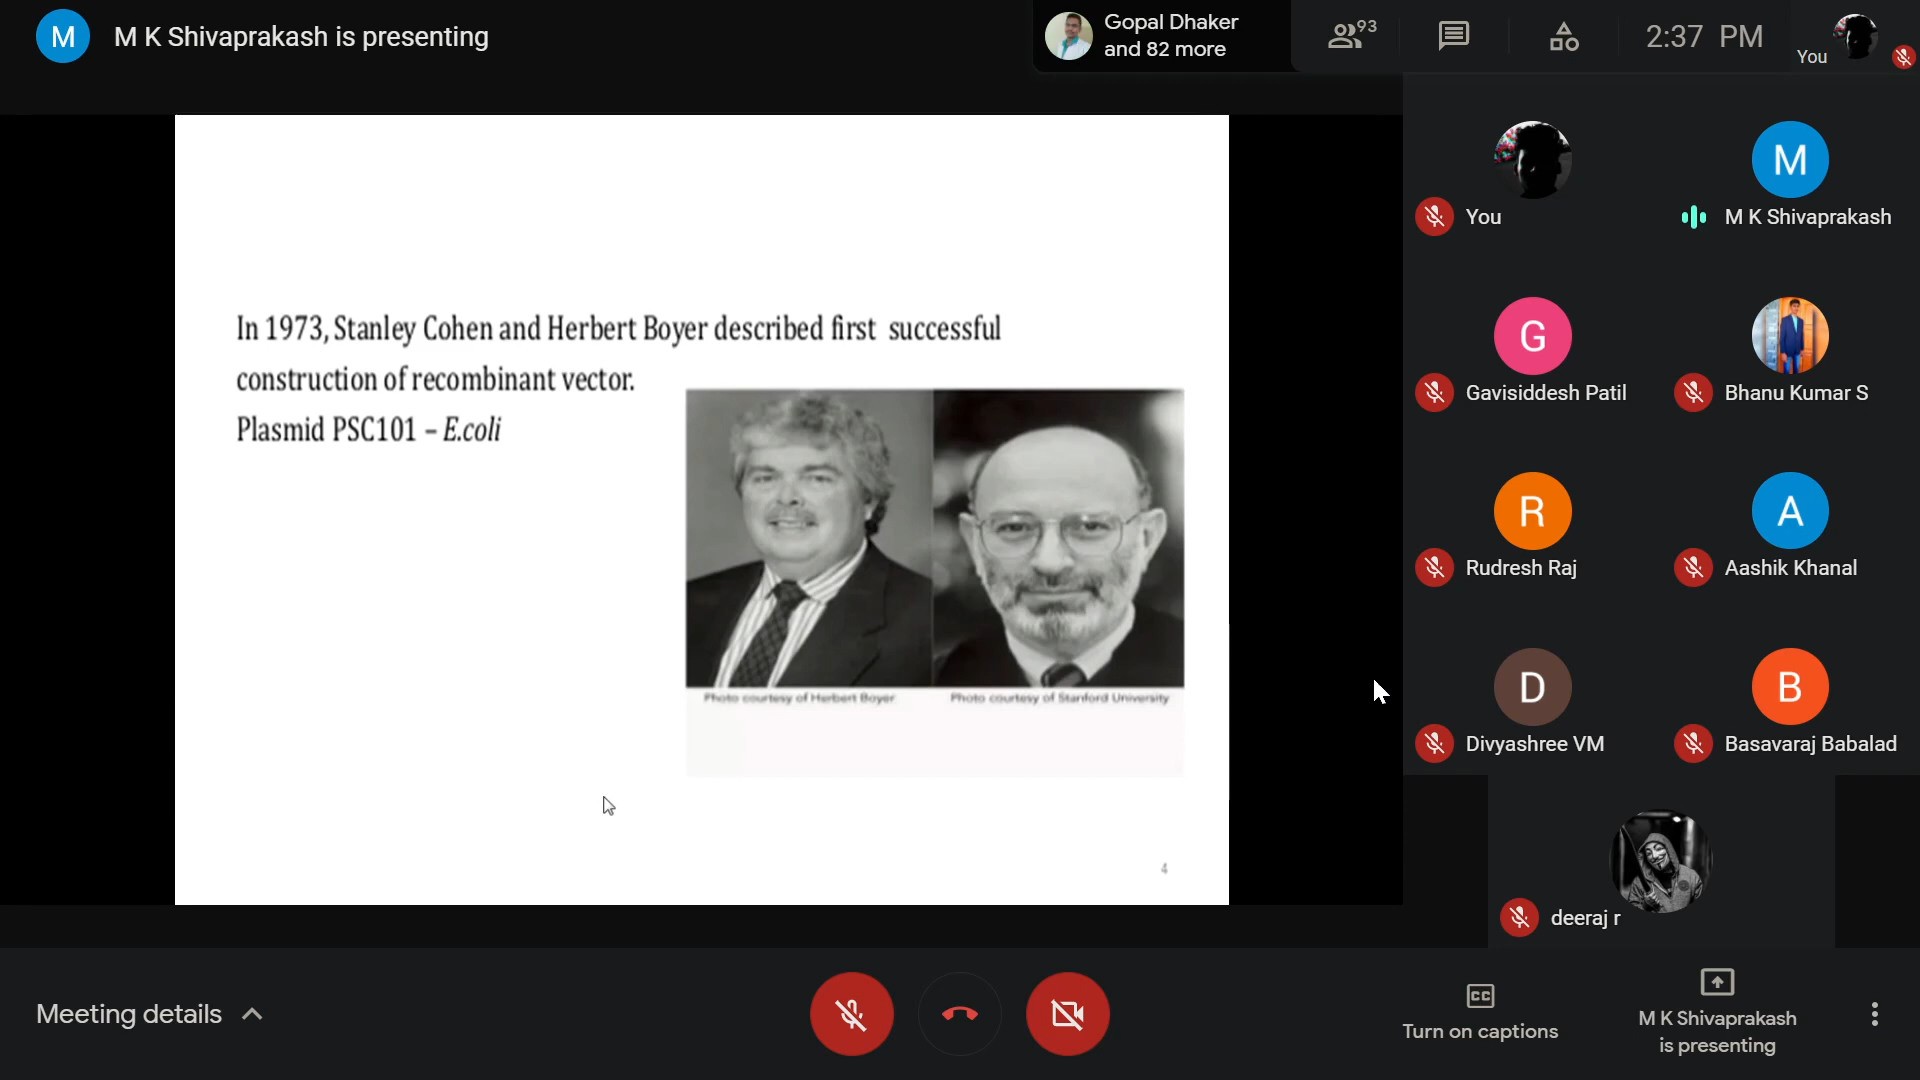 M
M K Shivaprakash is presenting
Gopal Dhaker
and 82 more
93
2:37 PM
You
In 1973, Stanley Cohen and Herbert Boyer described first successful
construction of recombinant vector.
Plasmid PSC101 – E.coli
Photo courtesy of Herbert Boyer
Photo courtesy of Stanford University
4
You
M
M K Shivaprakash
G
Gavisiddesh Patil
Bhanu Kumar S
R
Rudresh Raj
A
Aashik Khanal
D
Divyashree VM
B
Basavaraj Babalad
deeraj r
Meeting details
CC
Turn on captions
M K Shivaprakash
is presenting